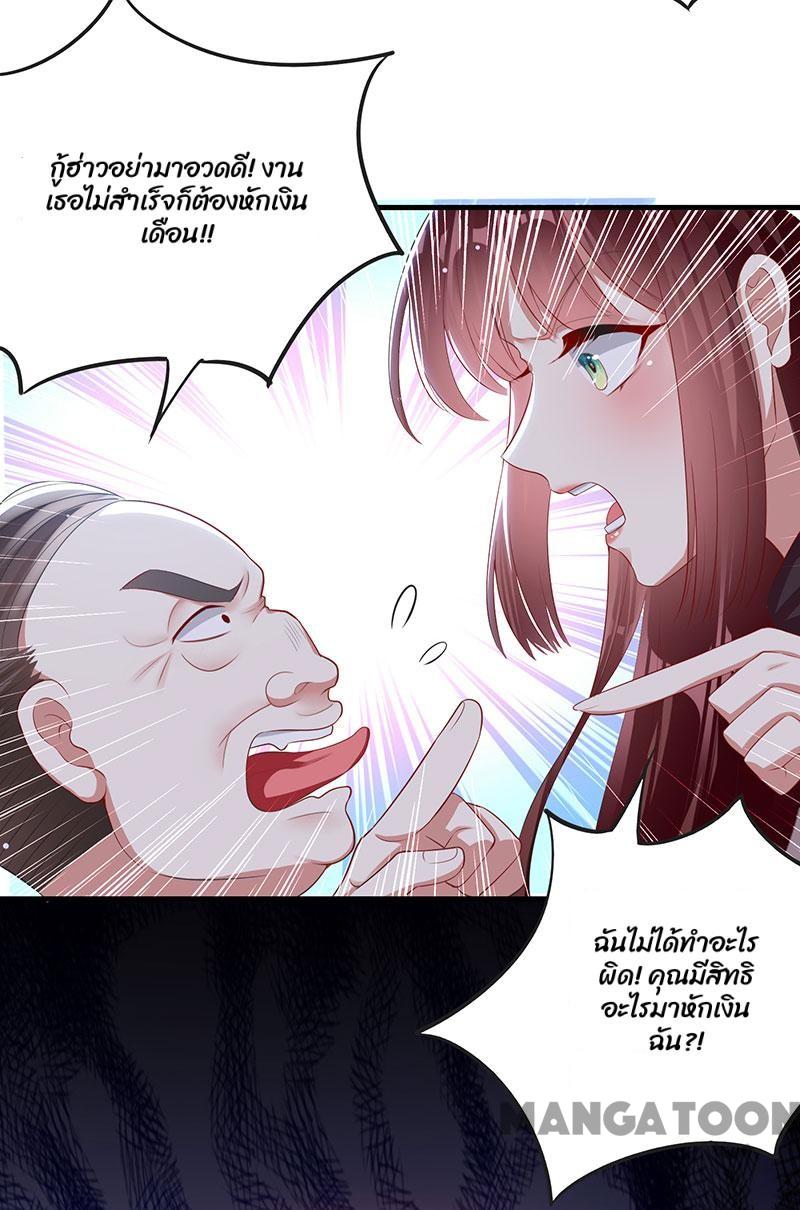 กู้ฮ่าวอย่ามาอวดดี! งาน
เธอไม่สำเร็จก็ต้องหักเงิน
เดือน!!
ฉันไม่ได้ทำอะไร
ผิด! คุณมีสิทธิ
อะไรมาหักเงิน
ฉัน?!
MANGATOON